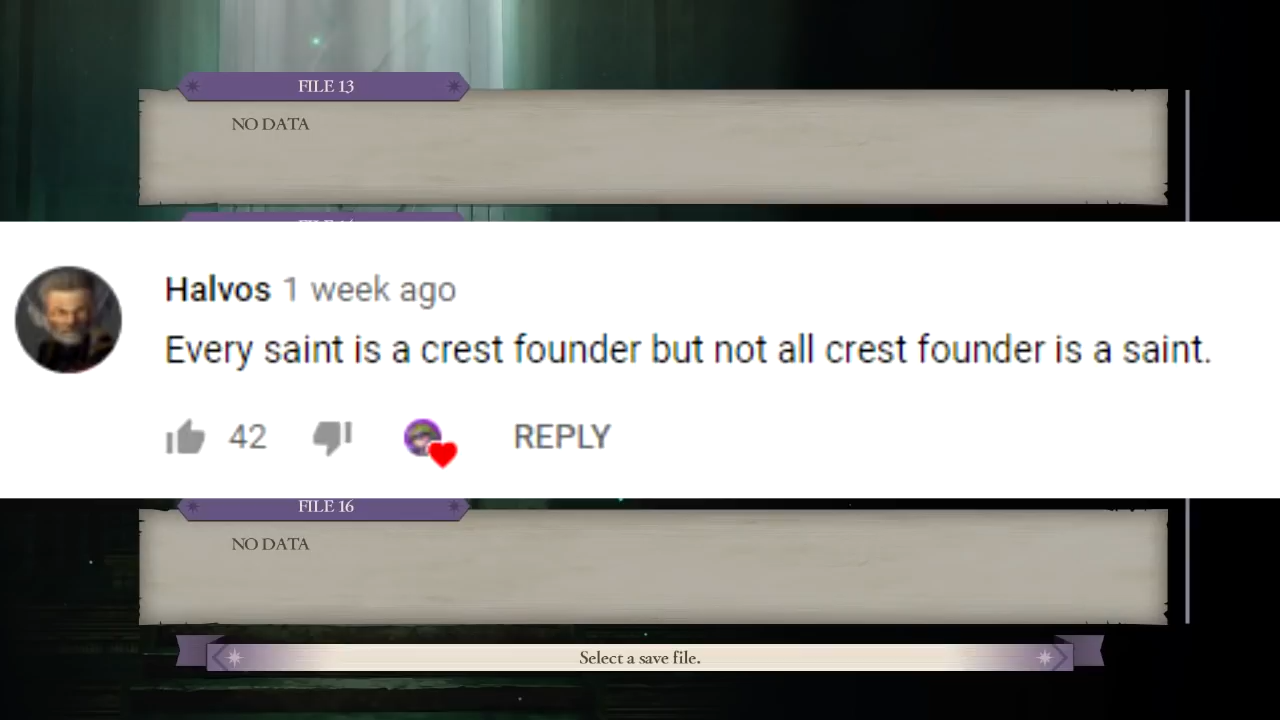 FILE 13
NO DATA
Halvos 1 week ago
Every saint is a crest founder but not all crest founder is a saint.
42 REPLY
FILE 16
NO DATA
Select a save file.